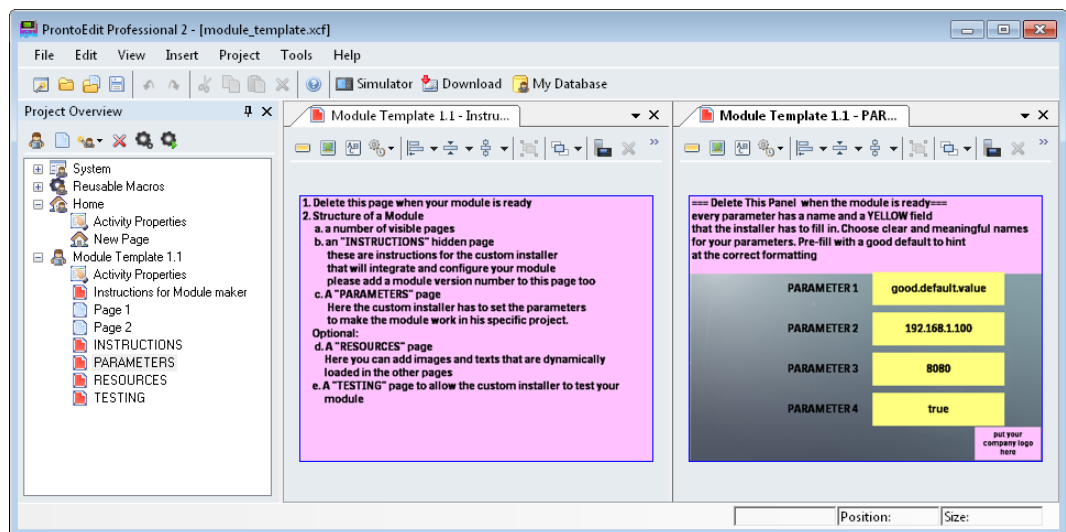 ProntoEdit Professional 2 - [module_template.xcf]
File Edit View Insert Project Tools Help
Simulator Download My Database
Project Overview
System
Reusable Macros
Home
Activity Properties
New Page
Module Template 1.1
Activity Properties
Instructions for Module maker
Page 1
Page 2
INSTRUCTIONS
PARAMETERS
RESOURCES
TESTING
Module Template 1.1 - Instru...
1. Delete this page when your module is ready
2. Structure of a Module
a. a number of visible pages
b. an "INSTRUCTIONS" hidden page
these are instructions for the custom installer
that will integrate and configure your module
please add a module version number to this page too
c. A "PARAMETERS" page
Here the custom installer has to set the parameters
to make the module work in his specific project.
Optional:
d. A "RESOURCES" page
Here you can add images and texts that are dynamically
loaded in the other pages
e. A "TESTING" page to allow the custom installer to test your
module
Module Template 1.1 - PAR...
=== Delete This Panel when the module is ready===
every parameter has a name and a YELLOW field
that the installer has to fill in. Choose clear and meaningful names
for your parameters. Pre-fill with a good default to hint
at the correct formatting
PARAMETER 1 good.default.value
PARAMETER 2 192.168.1.100
PARAMETER 3 8080
PARAMETER 4 true
put your
company logo
here
Position: Size: